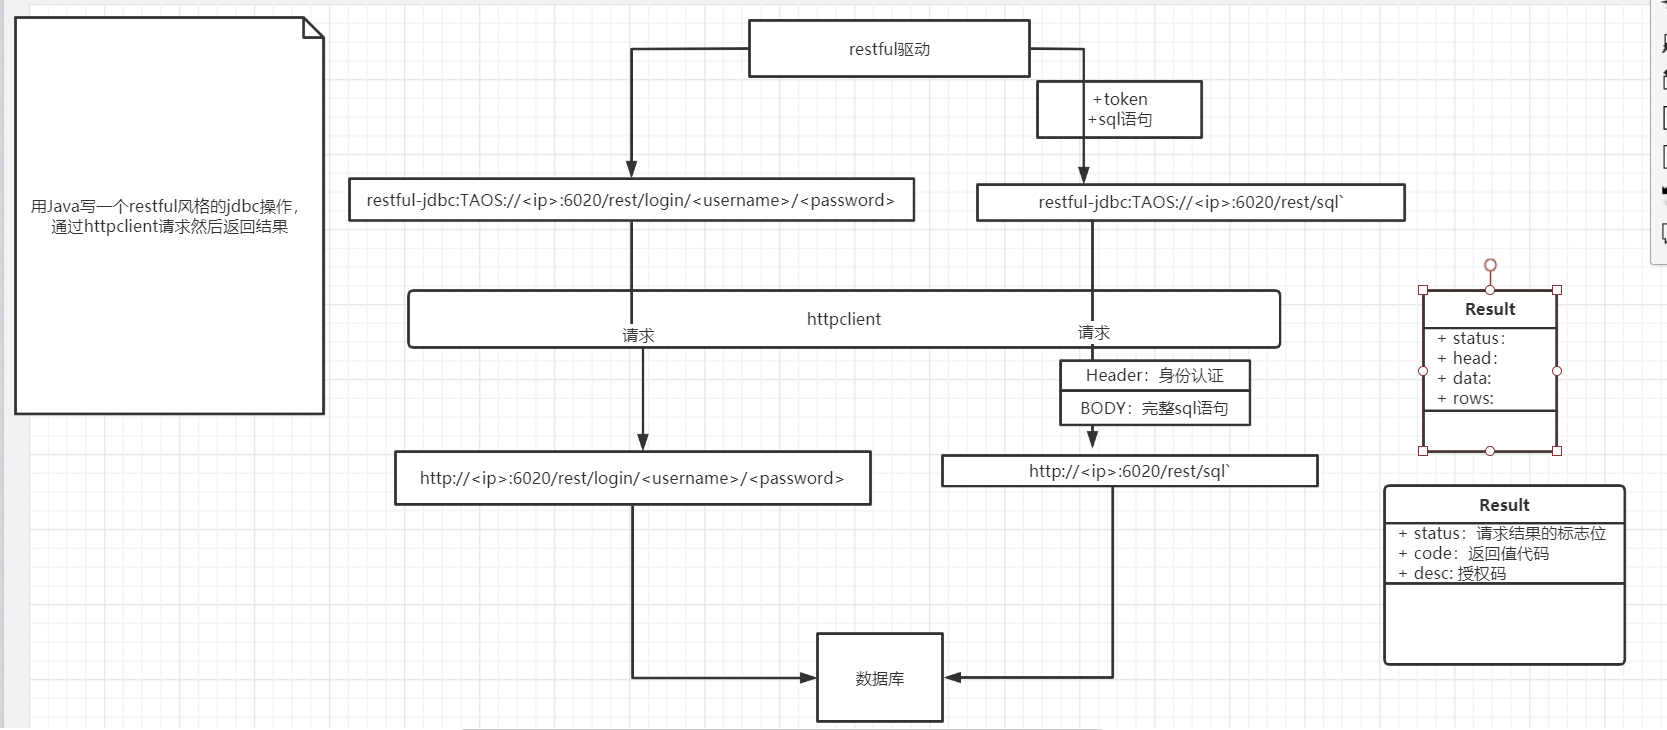 用Java写一个restful风格的jdbc操作，
通过httpclient请求然后返回结果
restful驱动
+token
+sql语句
restful-jdbc:TAOS://<ip>:6020/rest/login/<username>/<password>
restful-jdbc:TAOS://<ip>:6020/rest/sql`
httpclient
请求
请求
Header：身份认证
BODY：完整sql语句
http://<ip>:6020/rest/login/<username>/<password>
http://<ip>:6020/rest/sql`
数据库
Result
+ status：
+ head：
+ data:
+ rows:
Result
+ status：请求结果的标志位
+ code：返回值代码
+ desc: 授权码